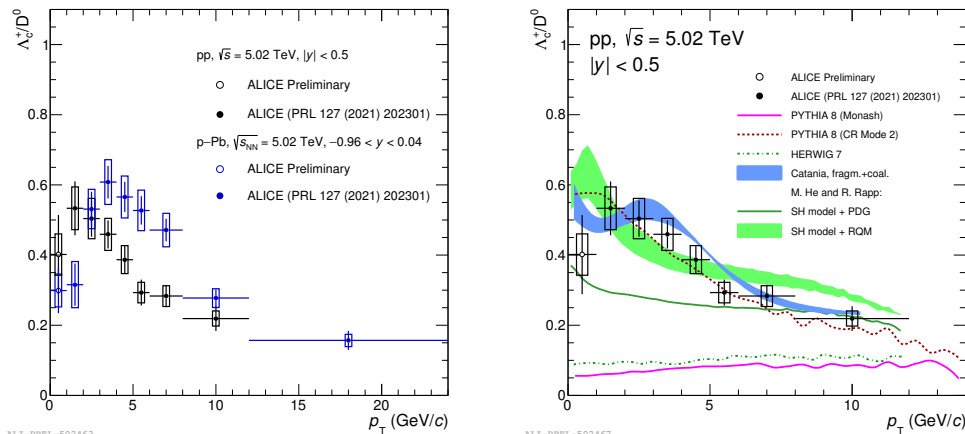 Λc+/D0
1
0.8
0.6
0.4
0.2
0
0 5 10 15 20
pT (GeV/c)
pp, √s = 5.02 TeV, |y| < 0.5
ALICE Preliminary
ALICE (PRL 127 (2021) 202301)
p−Pb, √sNN = 5.02 TeV, −0.96 < y < 0.04
ALICE Preliminary
ALICE (PRL 127 (2021) 202301)
Λc+/D0
1
0.8
0.6
0.4
0.2
0
0 5 10
pT (GeV/c)
pp, √s = 5.02 TeV
|y| < 0.5
ALICE Preliminary
ALICE (PRL 127 (2021) 202301)
PYTHIA 8 (Monash)
PYTHIA 8 (CR Mode 2)
HERWIG 7
Catania, fragm.+coal.
M. He and R. Rapp:
SH model + PDG
SH model + RQM